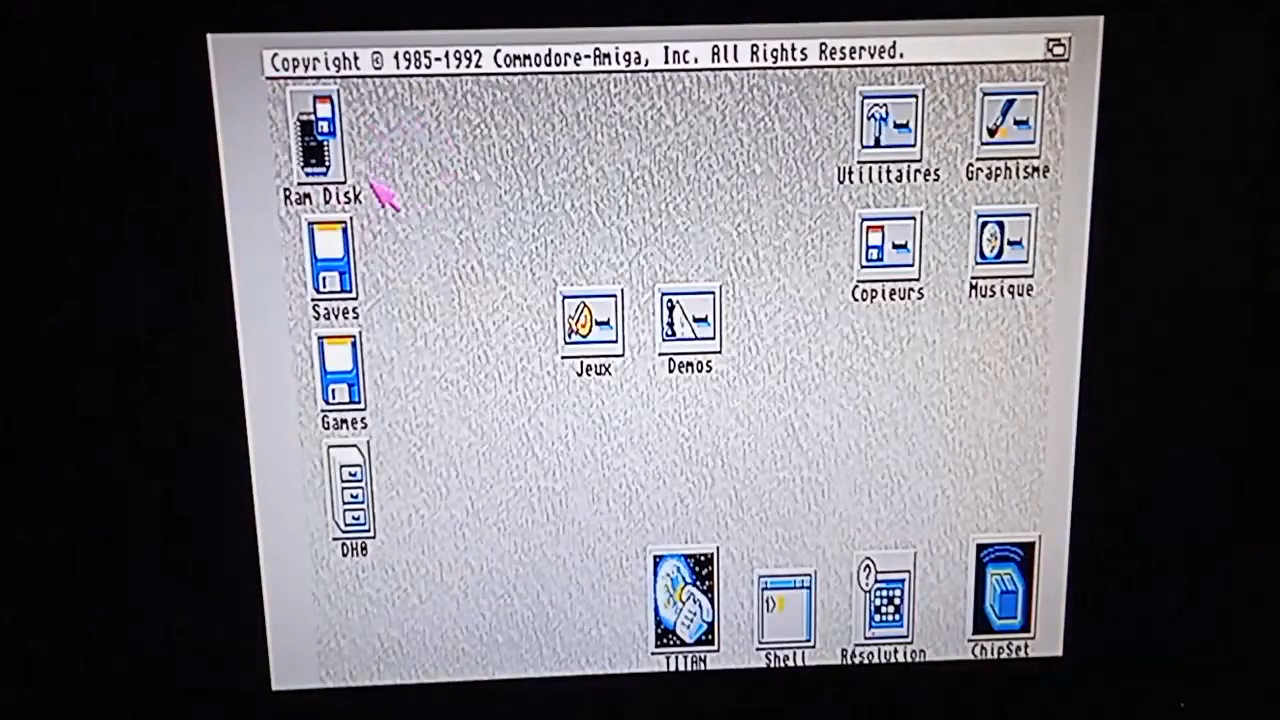 Copyright © 1985-1992 Commodore-Amiga, Inc. All Rights Reserved.
Ram Disk
Utilitaires
Graphisme
Saves
Copieurs
Musique
Jeux
Demos
Games
DH0
1>
?
TITAN
Shell
Résolution
ChipSet